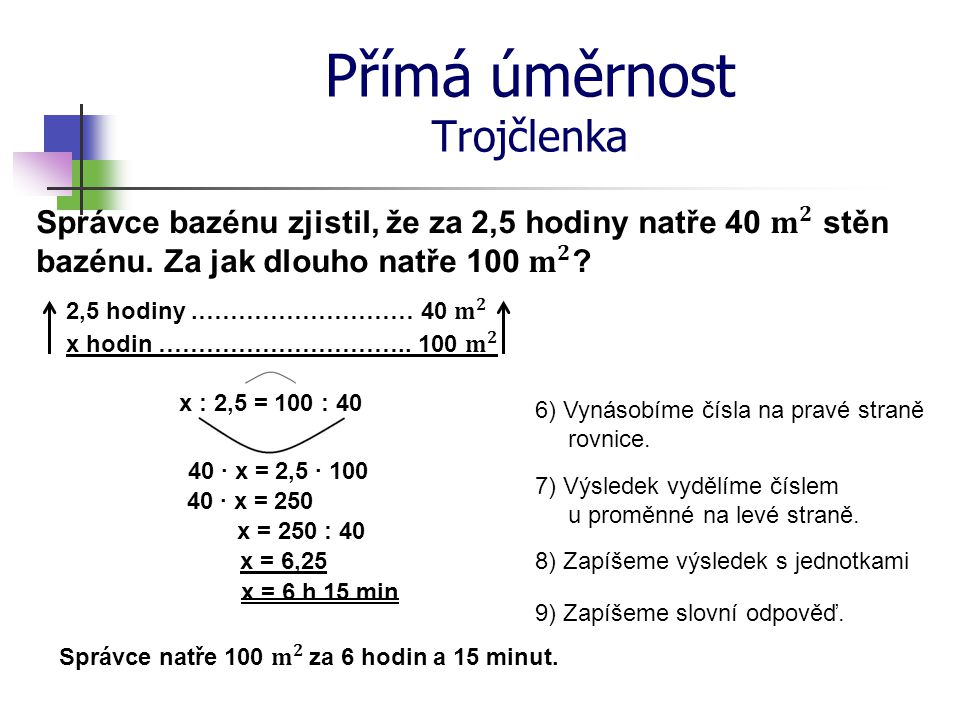 Přímá úměrnost
Trojčlenka
Správce bazénu zjistil, že za 2,5 hodiny natře 40 m² stěn
bazénu. Za jak dlouho natře 100 m²?
2,5 hodiny ………………………. 40 m²
x hodin ………………………….. 100 m²
x : 2,5 = 100 : 40
40 · x = 2,5 · 100
40 · x = 250
x = 250 : 40
x = 6,25
x = 6 h 15 min
6) Vynásobíme čísla na pravé straně
rovnice.
7) Výsledek vydělíme číslem
u proměnné na levé straně.
8) Zapíšeme výsledek s jednotkami
9) Zapíšeme slovní odpověď.
Správce natře 100 m² za 6 hodin a 15 minut.